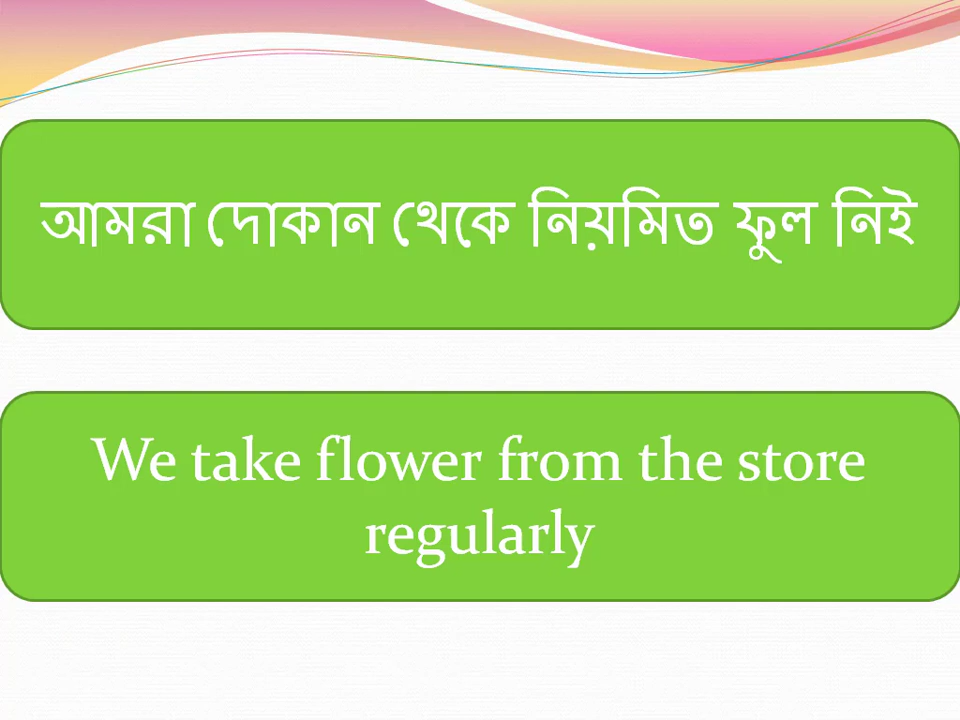 আমরা দোকান থেকে নিয়মিত ফুল নিই
We take flower from the store
regularly